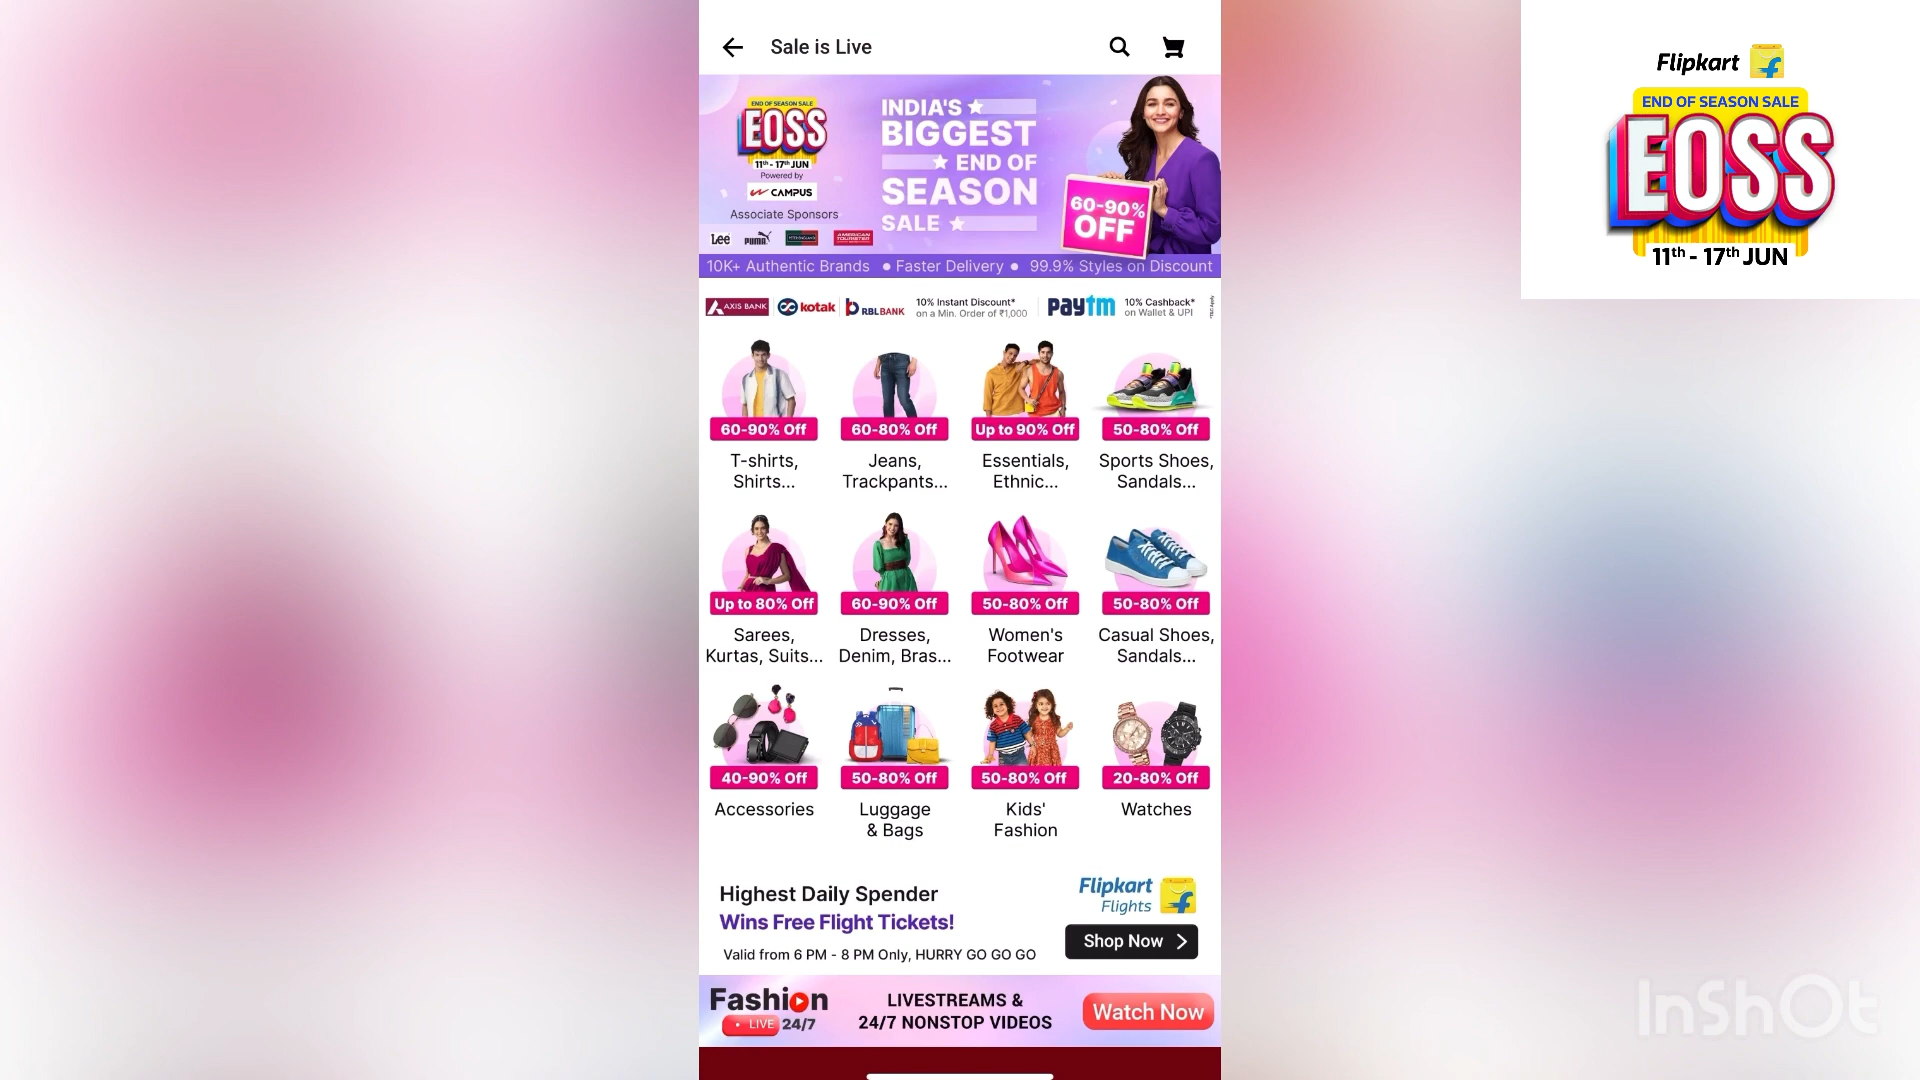 Sale is Live
END OF SEASON SALE
EOSS
11th - 17th JUN
Powered by
CAMPUS
Associate Sponsors
Lee
PUMA
AMERICAN TOURISTER
INDIA'S
BIGGEST
END OF
SEASON
SALE
60-90%
OFF
10K+ Authentic Brands • Faster Delivery • 99.9% Styles on Discount
AXIS BANK
kotak
RBLBANK
10% Instant Discount*
on a Min. Order of ₹1,000
paytm
10% Cashback*
on Wallet & UPI
60-90% Off
60-80% Off
Up to 90% Off
50-80% Off
T-shirts,
Shirts...
Jeans,
Trackpants...
Essentials,
Ethnic...
Sports Shoes,
Sandals...
Up to 80% Off
60-90% Off
50-80% Off
50-80% Off
Sarees,
Kurtas, Suits...
Dresses,
Denim, Bras...
Women's
Footwear
Casual Shoes,
Sandals...
40-90% Off
50-80% Off
50-80% Off
20-80% Off
Accessories
Luggage
& Bags
Kids'
Fashion
Watches
Highest Daily Spender
Wins Free Flight Tickets!
Valid from 6 PM - 8 PM Only, HURRY GO GO GO
Flipkart
Flights
Shop Now
Fashion
LIVE 24/7
LIVESTREAMS &
24/7 NONSTOP VIDEOS
Watch Now
Flipkart
END OF SEASON SALE
EOSS
11th - 17th JUN
InShOt